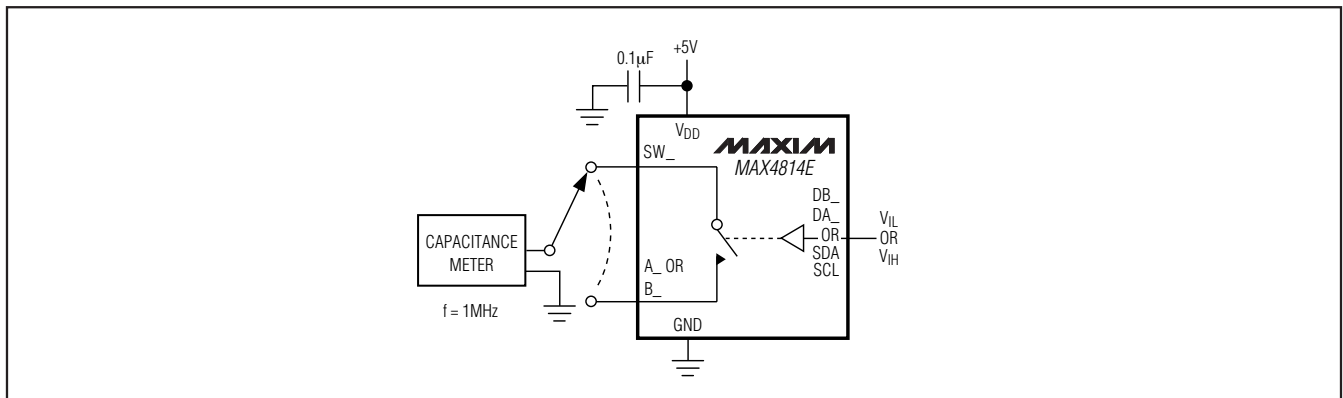 +5V
0.1μF
VDD
MAXIM
MAX4814E
SW_
DB_
DA_
OR
SDA
SCL
VIL
OR
VIH
CAPACITANCE
METER
f = 1MHz
A_ OR
B_
GND